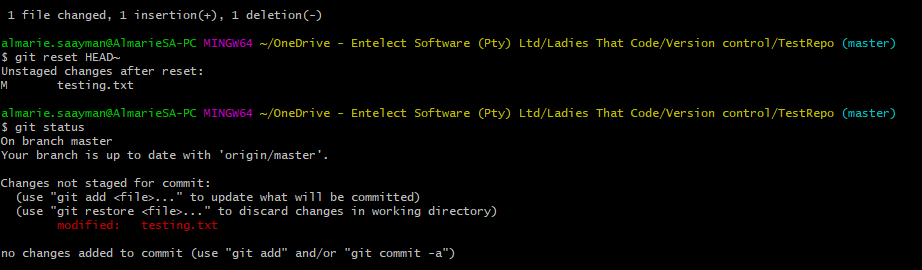 1 file changed, 1 insertion(+), 1 deletion(-)
almarie.saayman@AlmarieSA-PC MINGW64 ~/OneDrive - Entelect Software (Pty) Ltd/Ladies That Code/Version control/TestRepo (master)
$ git reset HEAD~
Unstaged changes after reset:
M       testing.txt
almarie.saayman@AlmarieSA-PC MINGW64 ~/OneDrive - Entelect Software (Pty) Ltd/Ladies That Code/Version control/TestRepo (master)
$ git status
On branch master
Your branch is up to date with 'origin/master'.
Changes not staged for commit:
  (use "git add <file>..." to update what will be committed)
  (use "git restore <file>..." to discard changes in working directory)
        modified:   testing.txt
no changes added to commit (use "git add" and/or "git commit -a")